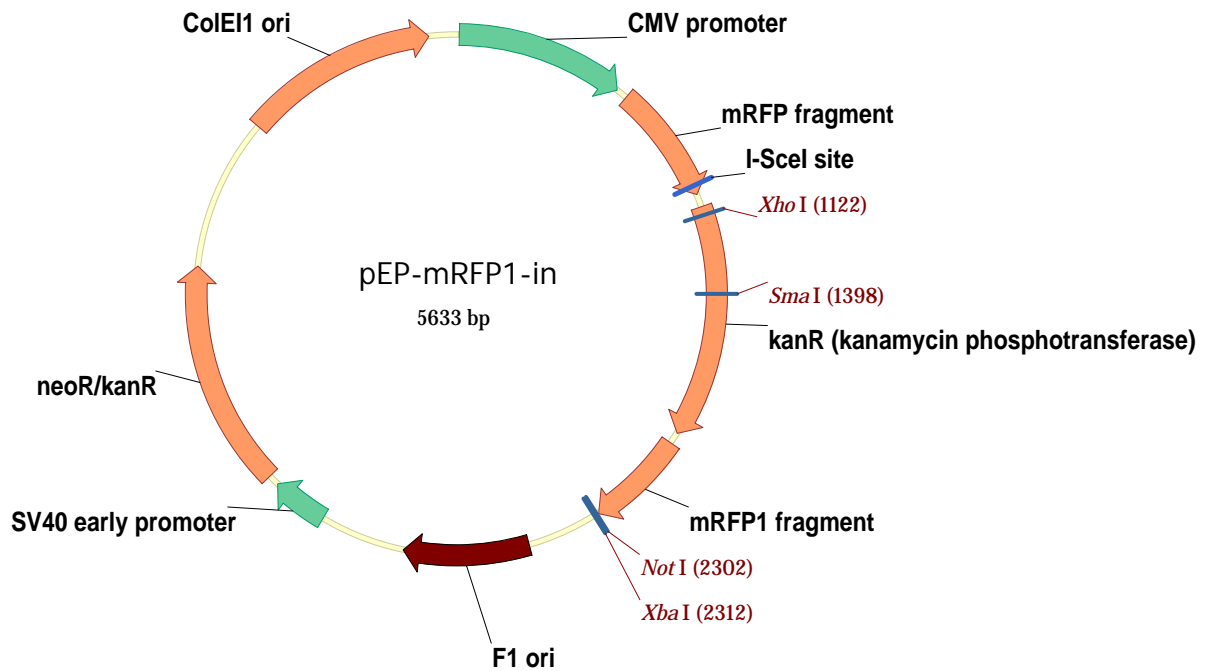 ColEI1 ori
CMV promoter
mRFP fragment
I-SceI site
Xho I (1122)
pEP-mRFP1-in
5633 bp
Sma I (1398)
kanR (kanamycin phosphotransferase)
neoR/kanR
SV40 early promoter
mRFP1 fragment
Not I (2302)
Xba I (2312)
F1 ori